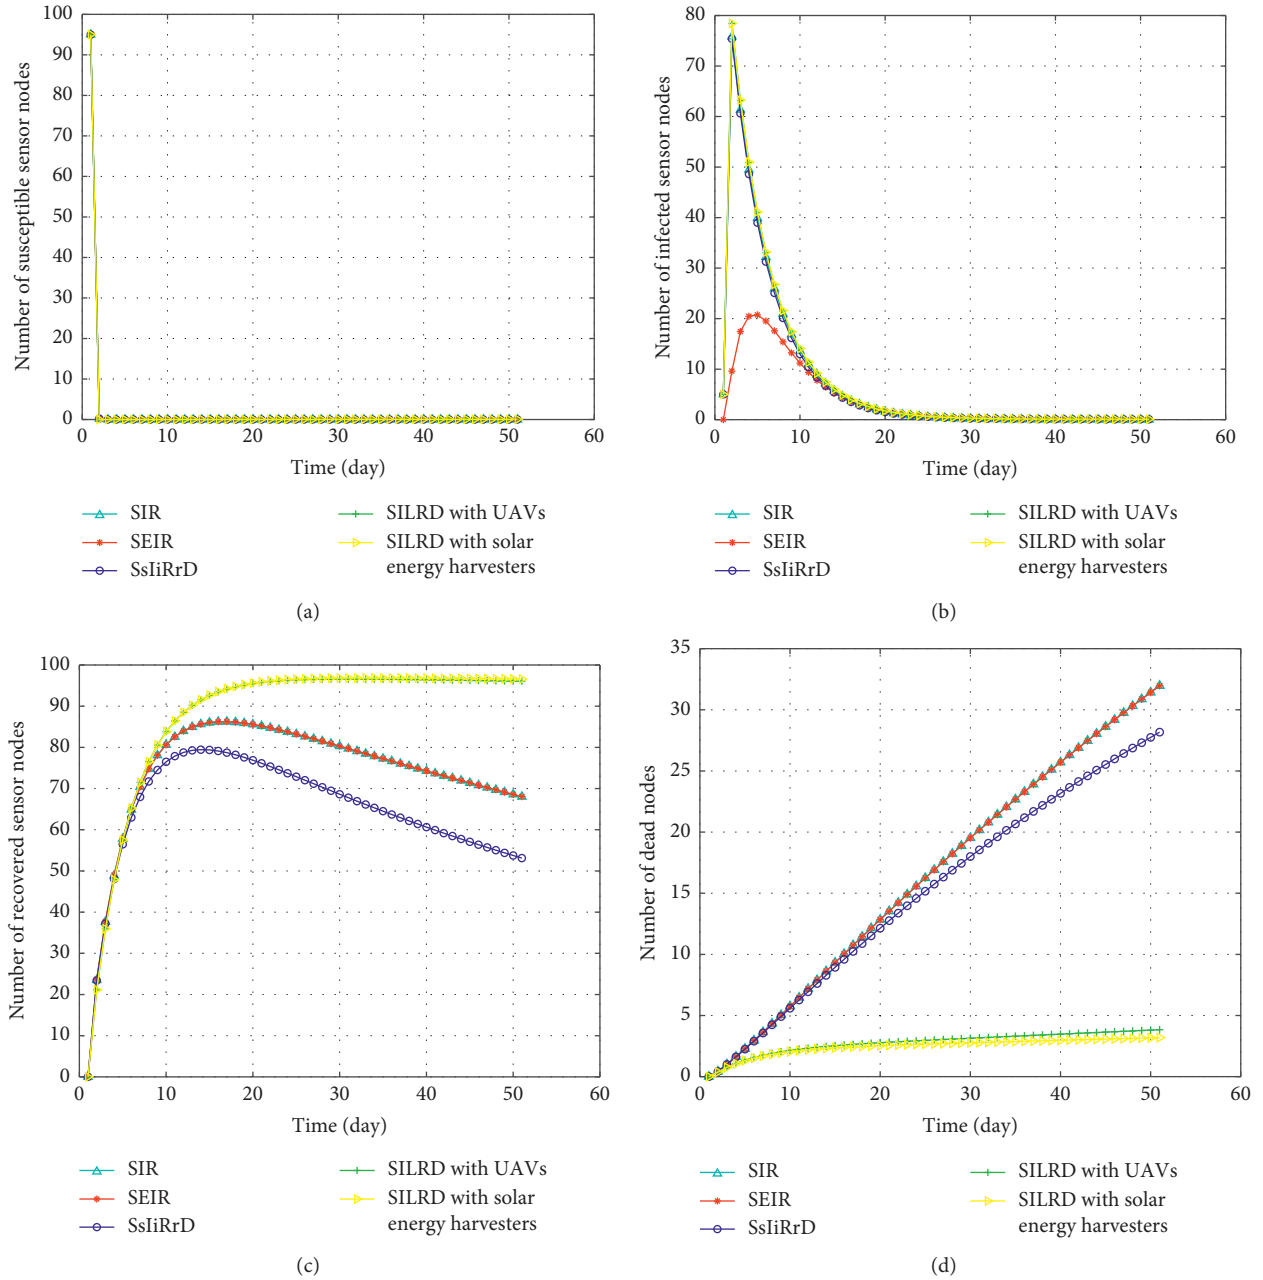 100
90
80
70
60
50
40
30
20
10
0
Number of susceptible sensor nodes
0 10 20 30 40 50 60
Time (day)
SIR
SEIR
SsIiRrD
SILRD with UAVs
SILRD with solar
energy harvesters
(a)
80
70
60
50
40
30
20
10
0
Number of infected sensor nodes
0 10 20 30 40 50 60
Time (day)
SIR
SEIR
SsIiRrD
SILRD with UAVs
SILRD with solar
energy harvesters
(b)
100
90
80
70
60
50
40
30
20
10
0
Number of recovered sensor nodes
0 10 20 30 40 50 60
Time (day)
SIR
SEIR
SsIiRrD
SILRD with UAVs
SILRD with solar
energy harvesters
(c)
35
30
25
20
15
10
5
0
Number of dead nodes
0 10 20 30 40 50 60
Time (day)
SIR
SEIR
SsIiRrD
SILRD with UAVs
SILRD with solar
energy harvesters
(d)